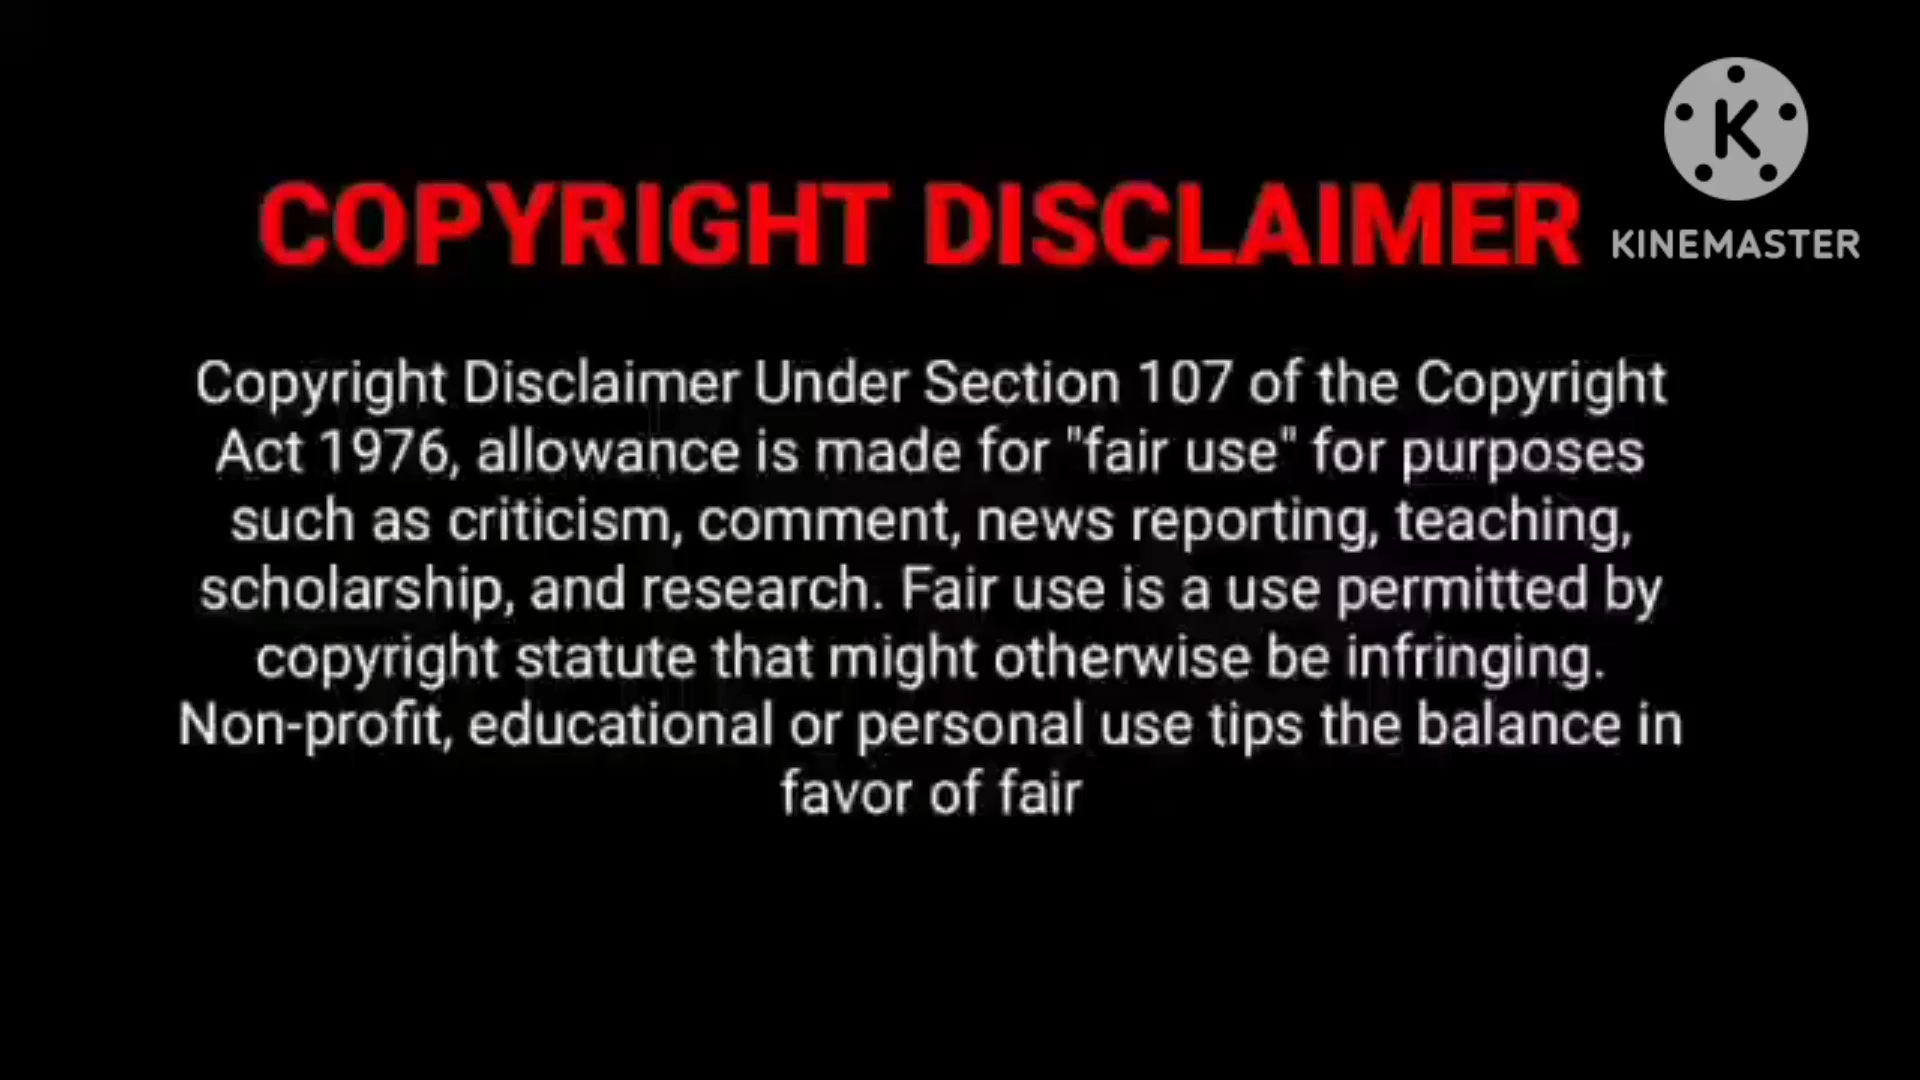 COPYRIGHT DISCLAIMER
K
KINEMASTER
Copyright Disclaimer Under Section 107 of the Copyright
Act 1976, allowance is made for "fair use" for purposes
such as criticism, comment, news reporting, teaching,
scholarship, and research. Fair use is a use permitted by
copyright statute that might otherwise be infringing.
Non-profit, educational or personal use tips the balance in
favor of fair